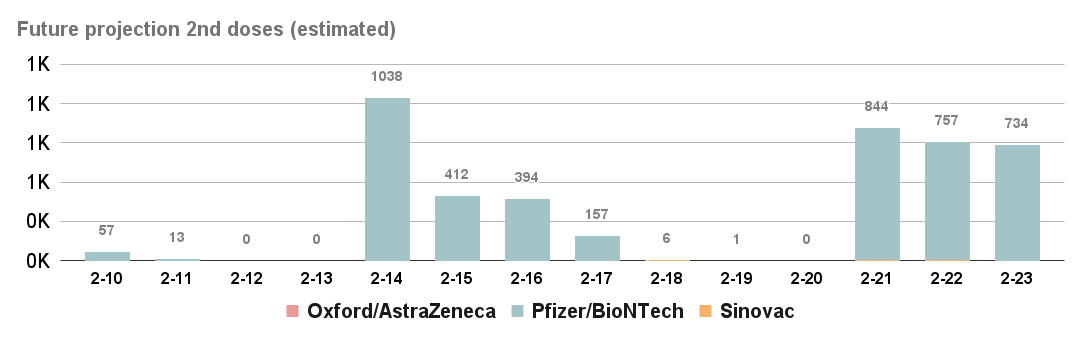 Future projection 2nd doses (estimated)
1K
1K
1K
1K
0K
0K
57
13
0
0
1038
412
394
157
6
1
0
844
757
734
2-10 2-11 2-12 2-13 2-14 2-15 2-16 2-17 2-18 2-19 2-20 2-21 2-22 2-23
Oxford/AstraZeneca Pfizer/BioNTech Sinovac